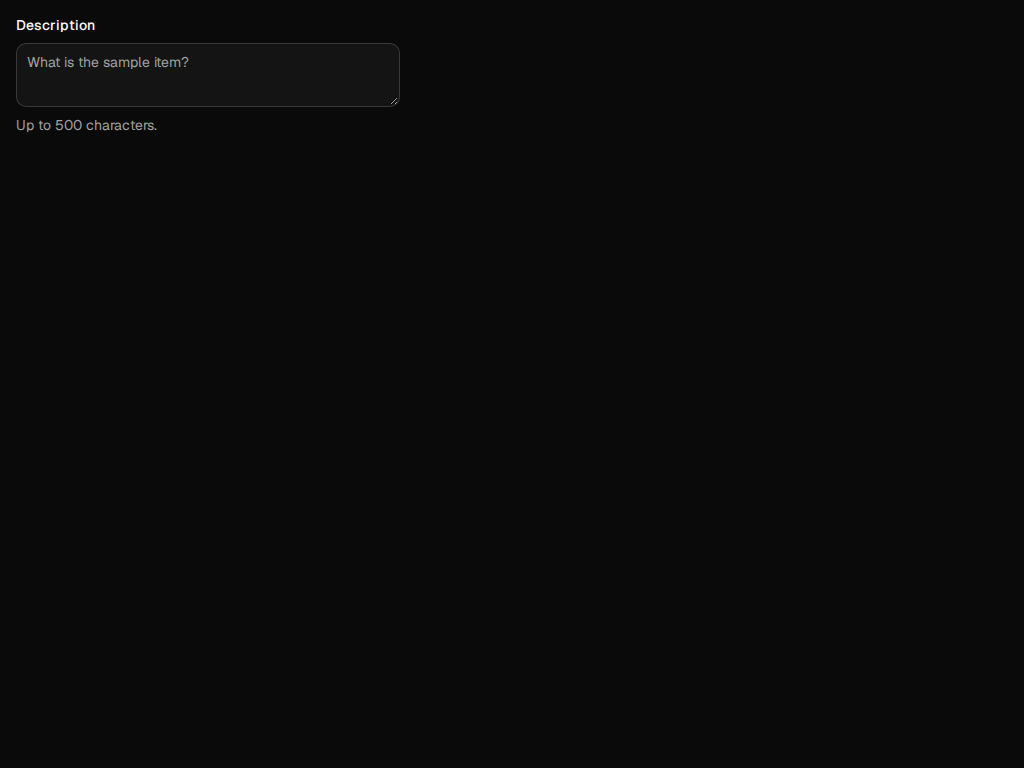 Description
What is the sample item?
Up to 500 characters.